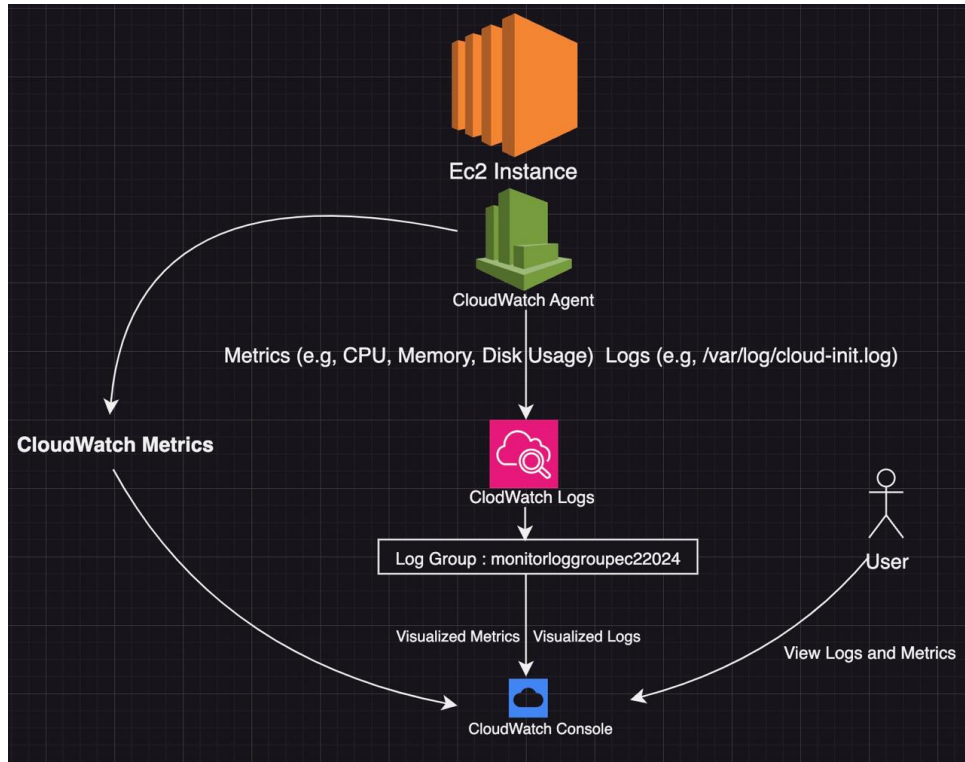 Ec2 Instance
CloudWatch Agent
Metrics (e.g, CPU, Memory, Disk Usage) Logs (e.g, /var/log/cloud-init.log)
CloudWatch Metrics
ClodWatch Logs
Log Group : monitorloggroupec22024
User
Visualized Metrics
Visualized Logs
View Logs and Metrics
CloudWatch Console